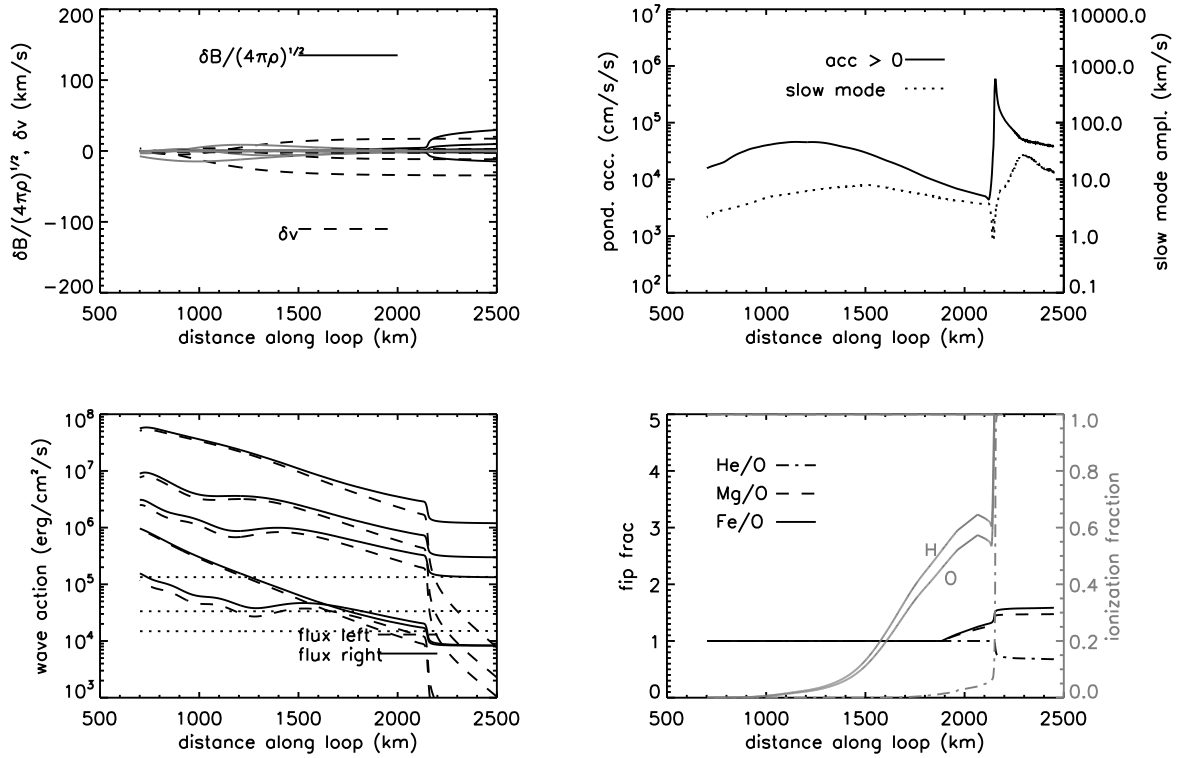 200
100
0
−100
−200
δB/(4πρ)^1/2, δv (km/s)
δB/(4πρ)^1/2
δv
500 1000 1500 2000 2500
distance along loop (km)
10^7
10^6
10^5
10^4
10^3
10^2
pond. acc. (cm/s/s)
acc > 0
slow mode
10000.0
1000.0
100.0
10.0
1.0
0.1
slow mode ampl. (km/s)
500 1000 1500 2000 2500
distance along loop (km)
10^8
10^7
10^6
10^5
10^4
10^3
wave action (erg/cm^2/s)
flux left
flux right
500 1000 1500 2000 2500
distance along loop (km)
5
4
3
2
1
0
fip frac
He/O
Mg/O
Fe/O
H
O
1.0
0.8
0.6
0.4
0.2
0.0
ionization fraction
500 1000 1500 2000 2500
distance along loop (km)